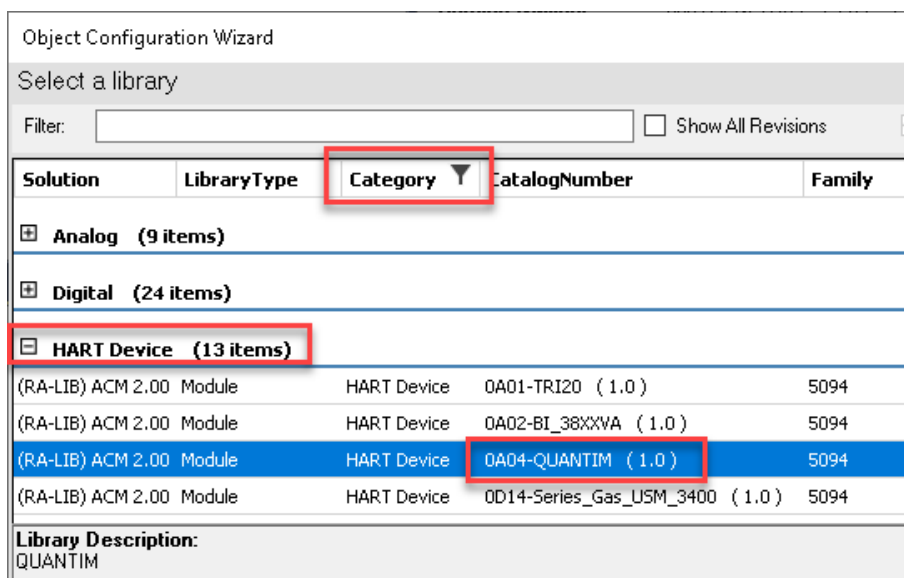 Object Configuration Wizard
Select a library
Filter: Show All Revisions
Solution LibraryType Category CatalogNumber Family
Analog (9 items)
Digital (24 items)
HART Device (13 items)
(RA-LIB) ACM 2.00 Module HART Device 0A01-TRI20 ( 1.0 ) 5094
(RA-LIB) ACM 2.00 Module HART Device 0A02-BI_38XXVA ( 1.0 ) 5094
(RA-LIB) ACM 2.00 Module HART Device 0A04-QUANTIM ( 1.0 ) 5094
(RA-LIB) ACM 2.00 Module HART Device 0D14-Series_Gas_USM_3400 ( 1.0 ) 5094
Library Description:
QUANTIM